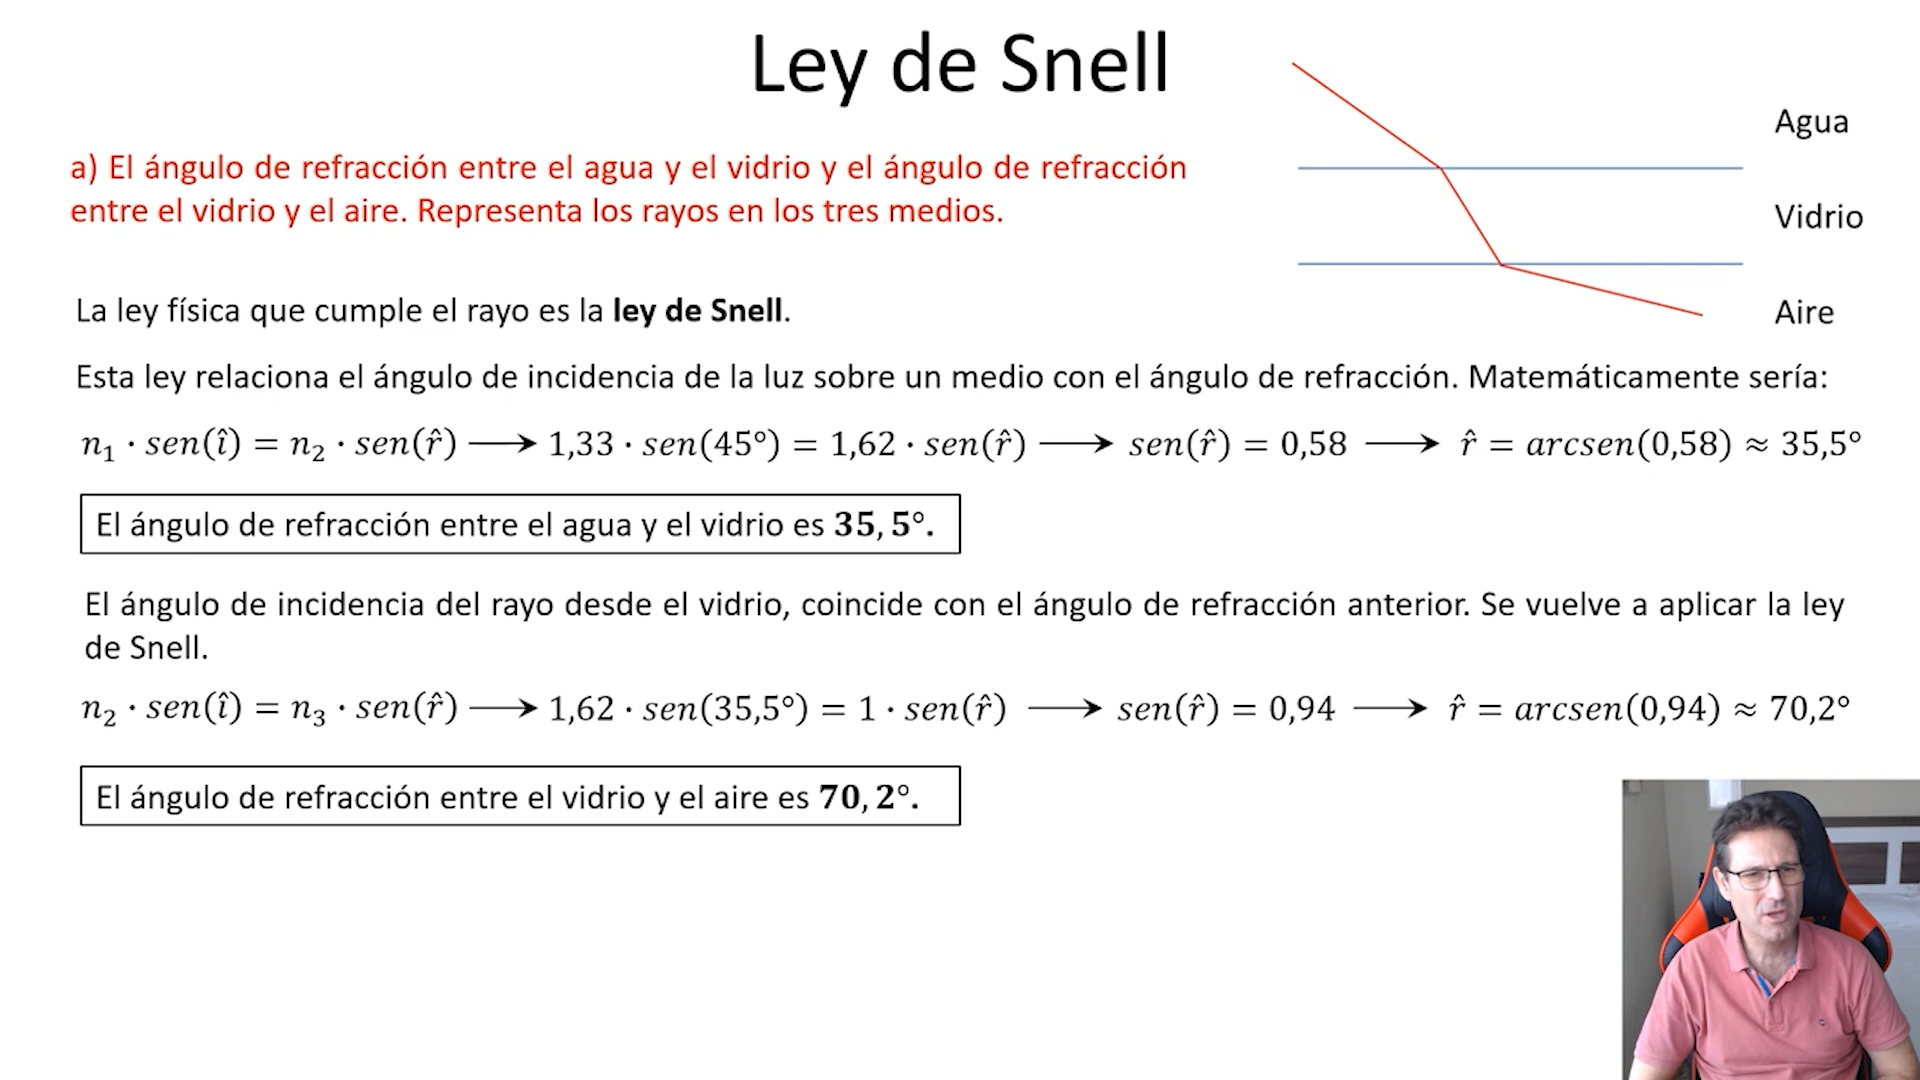 Ley de Snell
a) El ángulo de refracción entre el agua y el vidrio y el ángulo de refracción
entre el vidrio y el aire. Representa los rayos en los tres medios.
Agua
Vidrio
Aire
La ley física que cumple el rayo es la ley de Snell.
Esta ley relaciona el ángulo de incidencia de la luz sobre un medio con el ángulo de refracción. Matemáticamente sería:
n₁ · sen(î) = n₂ · sen(r̂) ⟶ 1,33 · sen(45°) = 1,62 · sen(r̂) ⟶ sen(r̂) = 0,58 ⟶ r̂ = arcsen(0,58) ≈ 35,5°
El ángulo de refracción entre el agua y el vidrio es 35,5°.
El ángulo de incidencia del rayo desde el vidrio, coincide con el ángulo de refracción anterior. Se vuelve a aplicar la ley
de Snell.
n₂ · sen(î) = n₃ · sen(r̂) ⟶ 1,62 · sen(35,5°) = 1 · sen(r̂) ⟶ sen(r̂) = 0,94 ⟶ r̂ = arcsen(0,94) ≈ 70,2°
El ángulo de refracción entre el vidrio y el aire es 70,2°.